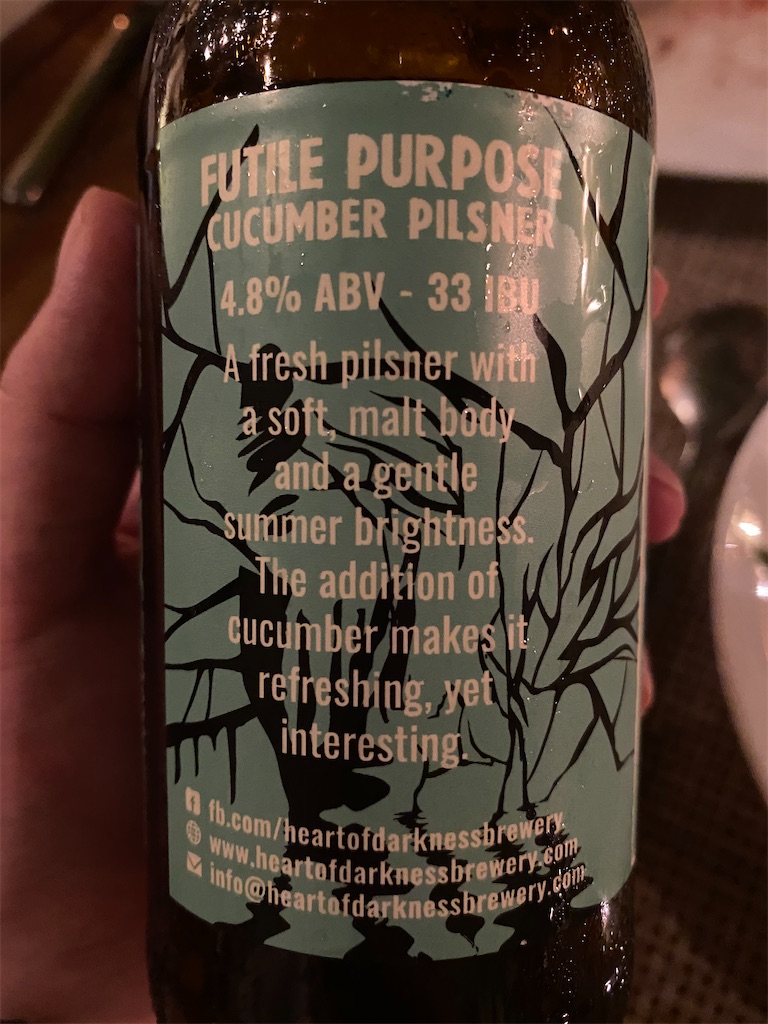 FUTILE PURPOSE
CUCUMBER PILSNER
4.8% ABV - 33 IBU
A fresh pilsner with
a soft, malt body
and a gentle
summer brightness.
The addition of
cucumber makes it
refreshing, yet
interesting.
fb.com/heartofdarknessbrewery
www.heartofdarknessbrewery.com
info@heartofdarknessbrewery.com